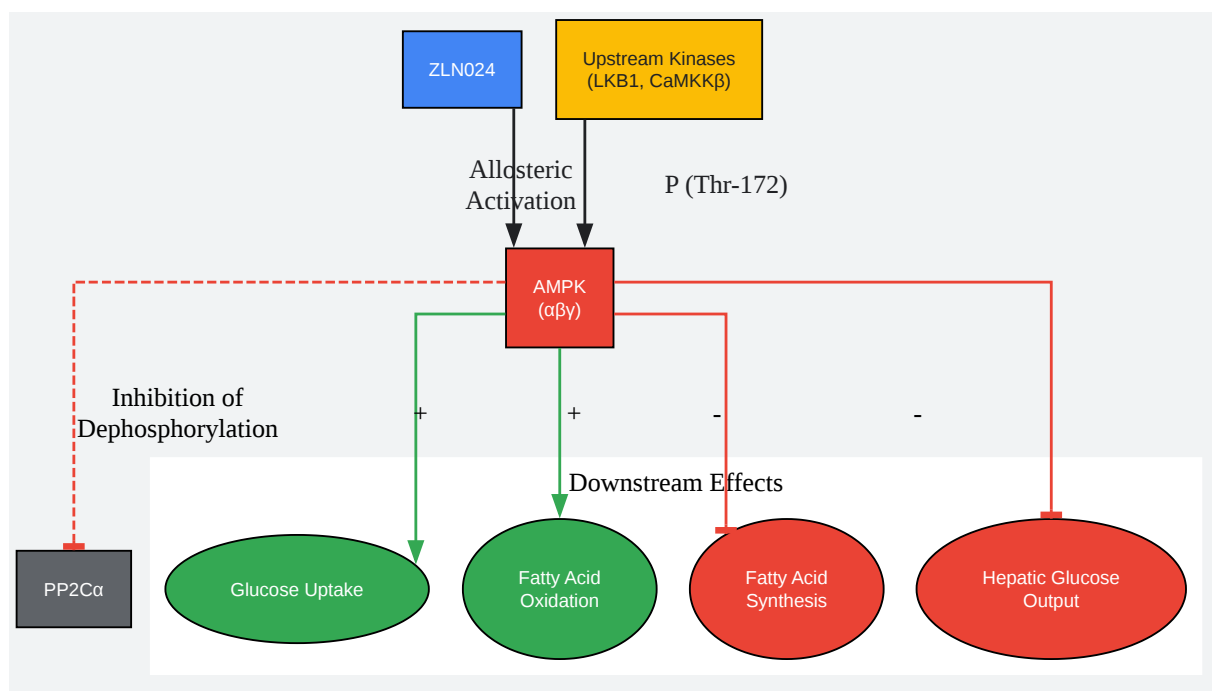 ZLN024
Upstream Kinases
(LKB1, CaMKKβ)
Allosteric
Activation
P (Thr-172)
AMPK
(αβγ)
Inhibition of
Dephosphorylation
+
+
-
-
Downstream Effects
PP2Cα
Glucose Uptake
Fatty Acid
Oxidation
Fatty Acid
Synthesis
Hepatic Glucose
Output